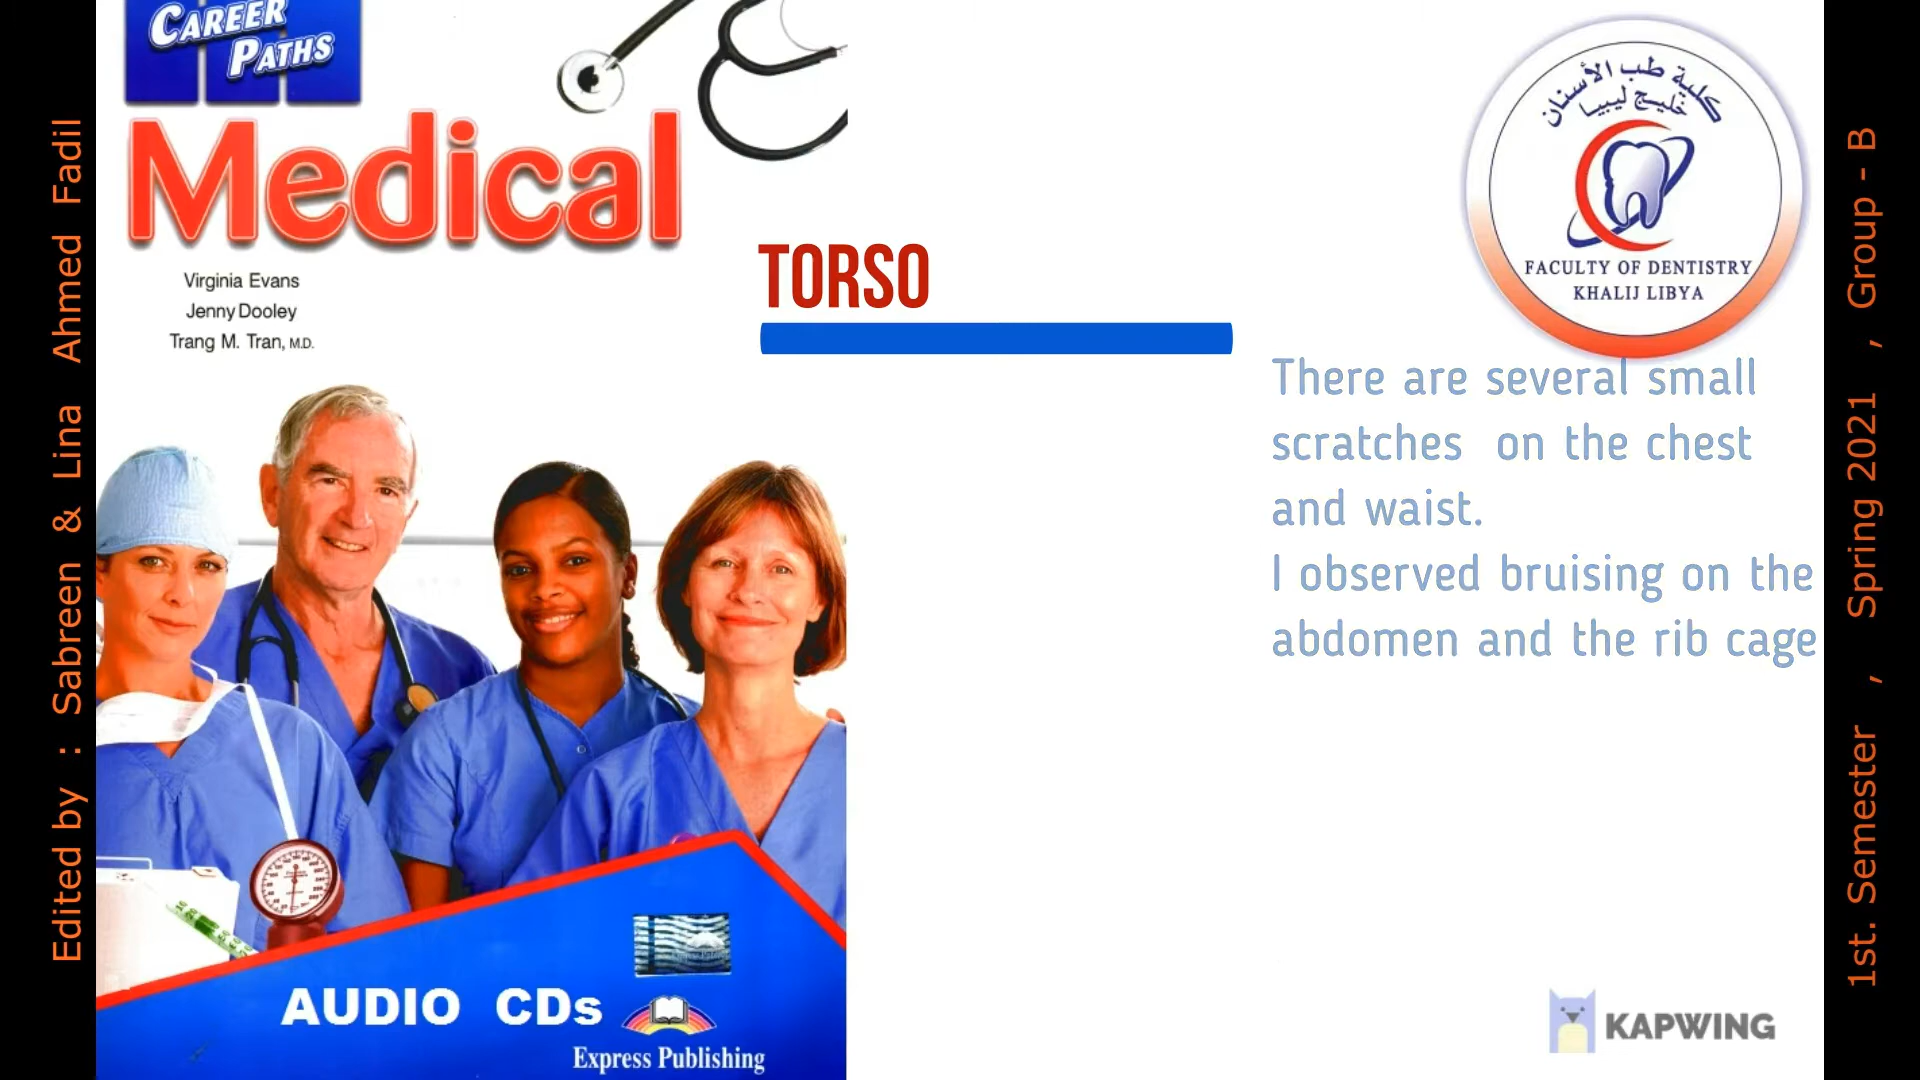 CAREER
PATHS
Medical
Virginia Evans
Jenny Dooley
Trang M. Tran, M.D.
AUDIO CDs
Express Publishing
TORSO
كلية طب الأسنان
خليج ليبيا
FACULTY OF DENTISTRY
KHALIJ LIBYA
There are several small
scratches on the chest
and waist.
I observed bruising on the
abdomen and the rib cage
KAPWING
Edited by : Sabreen & Lina Ahmed Fadil
1st. Semester , Spring 2021 , Group - B